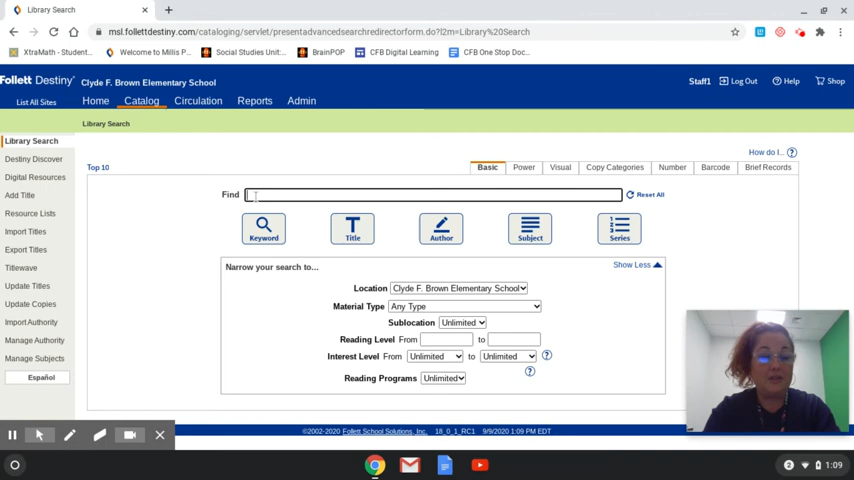 Library Search
msl.follettdestiny.com/cataloging/servlet/presentadvancedsearchredirectorform.do?l2m=Library%20Search
XtraMath - Student... Welcome to Millis P... Social Studies Unit:... BrainPOP CFB Digital Learning CFB One Stop Doc...
Follett Destiny Clyde F. Brown Elementary School Staff1 Log Out Help Shop
List All Sites Home Catalog Circulation Reports Admin
Library Search
Library Search
Destiny Discover
Digital Resources
Add Title
Resource Lists
Import Titles
Export Titles
Titlewave
Update Titles
Update Copies
Import Authority
Manage Authority
Manage Subjects
Español
How do I... ?
Top 10 Basic Power Visual Copy Categories Number Barcode Brief Records
Find Reset All
Keyword Title Author Subject Series
Narrow your search to... Show Less
Location Clyde F. Brown Elementary School
Material Type Any Type
Sublocation Unlimited
Reading Level From to
Interest Level From Unlimited to Unlimited ?
Reading Programs Unlimited ?
©2002-2020 Follett School Solutions, Inc. 18_0_1_RC1 9/9/2020 1:09 PM EDT
2 1:09